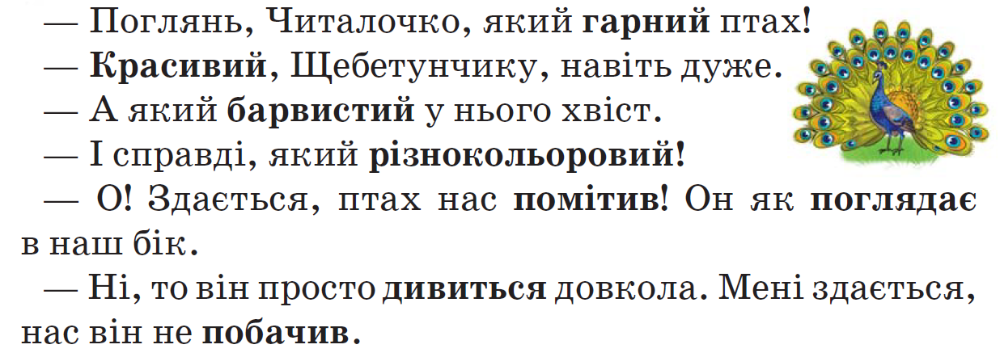 — Поглянь, Читалочко, який гарний птах!
— Красивий, Щебетунчику, навіть дуже.
— А який барвистий у нього хвіст.
— І справді, який різнокольоровий!
— О! Здається, птах нас помітив! Он як поглядає
в наш бік.
— Ні, то він просто дивиться довкола. Мені здається,
нас він не побачив.